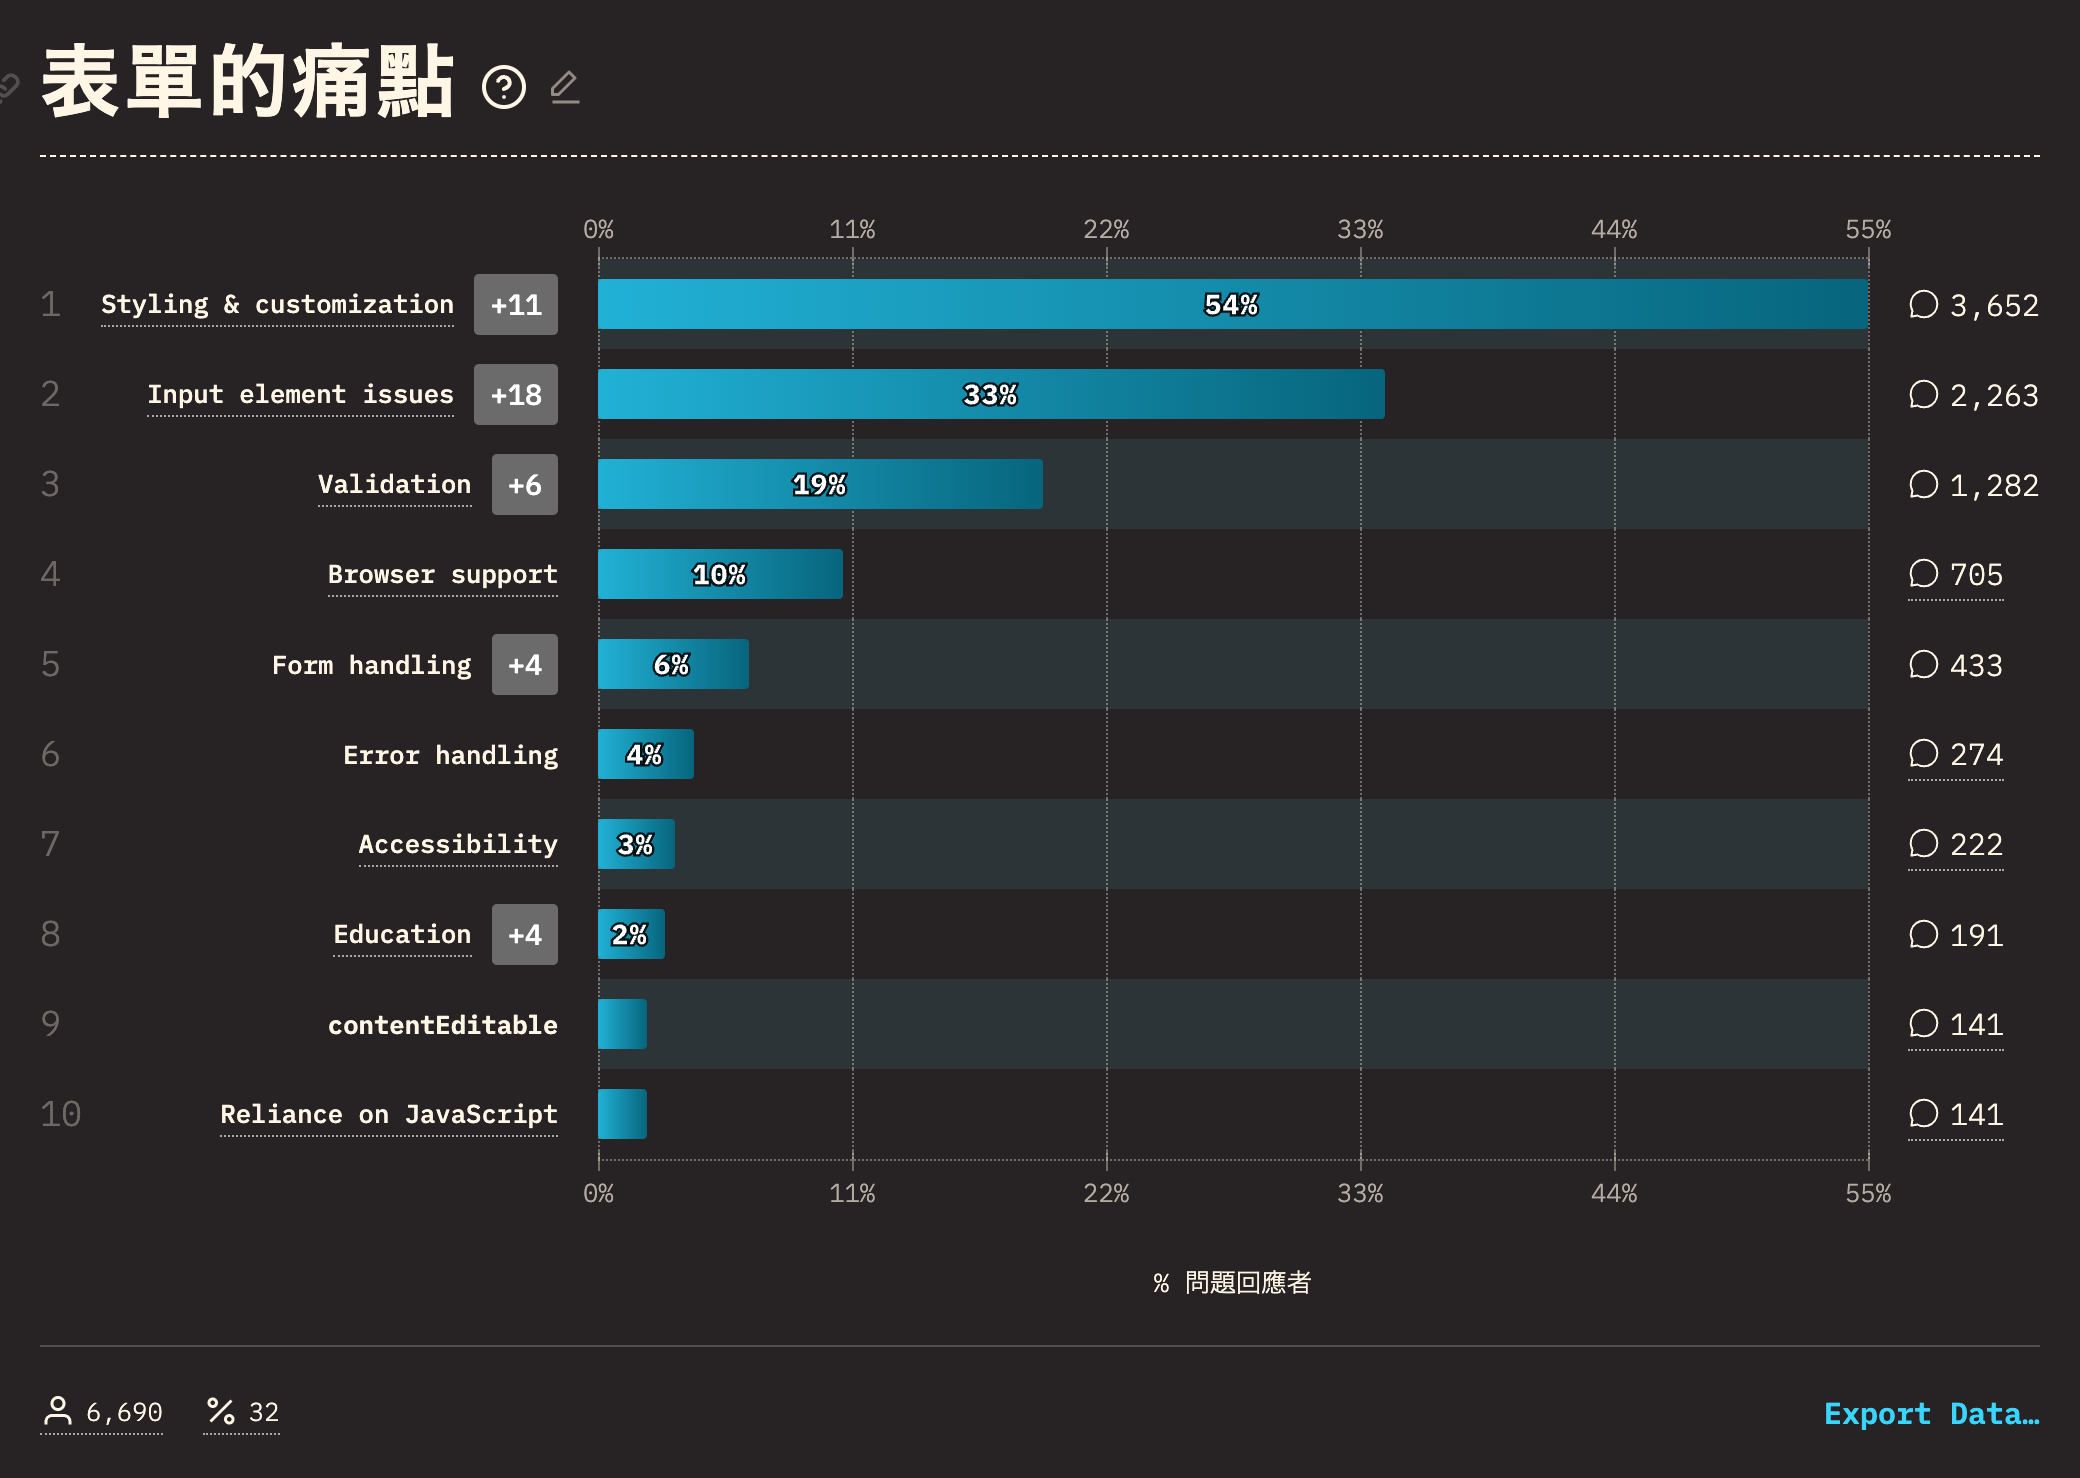 表單的痛點
0% 11% 22% 33% 44% 55%
1 Styling & customization +11 54% 3,652
2 Input element issues +18 33% 2,263
3 Validation +6 19% 1,282
4 Browser support 10% 705
5 Form handling +4 6% 433
6 Error handling 4% 274
7 Accessibility 3% 222
8 Education +4 2% 191
9 contentEditable 141
10 Reliance on JavaScript 141
0% 11% 22% 33% 44% 55%
% 問題回應者
6,690 % 32 Export Data…